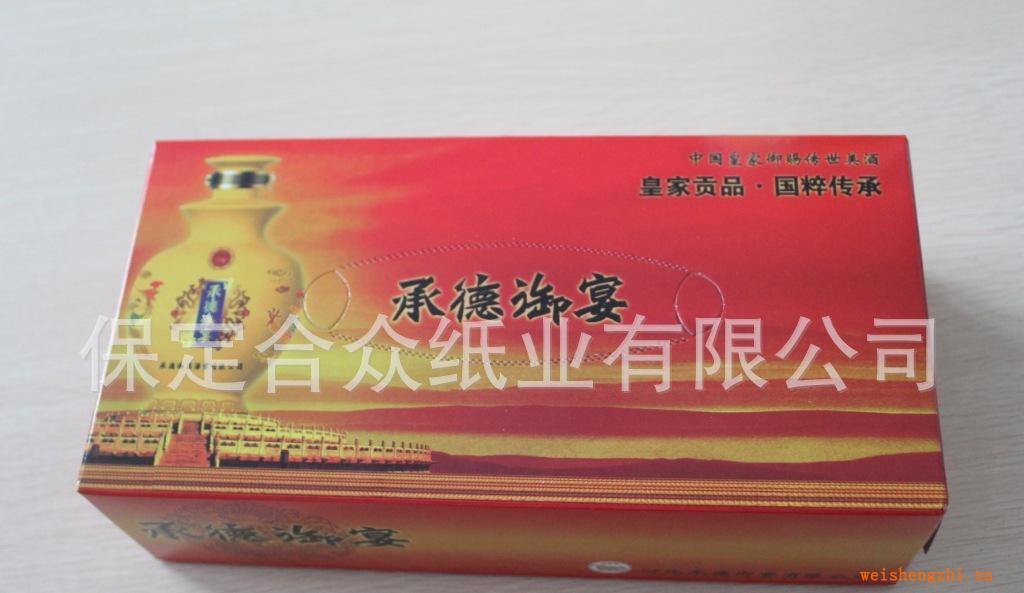 中国皇家御赐传世美酒
皇家贡品·国粹传承
承德御宴
承德
保定合众纸业有限公司
承德御宴
weishengzhi.cn